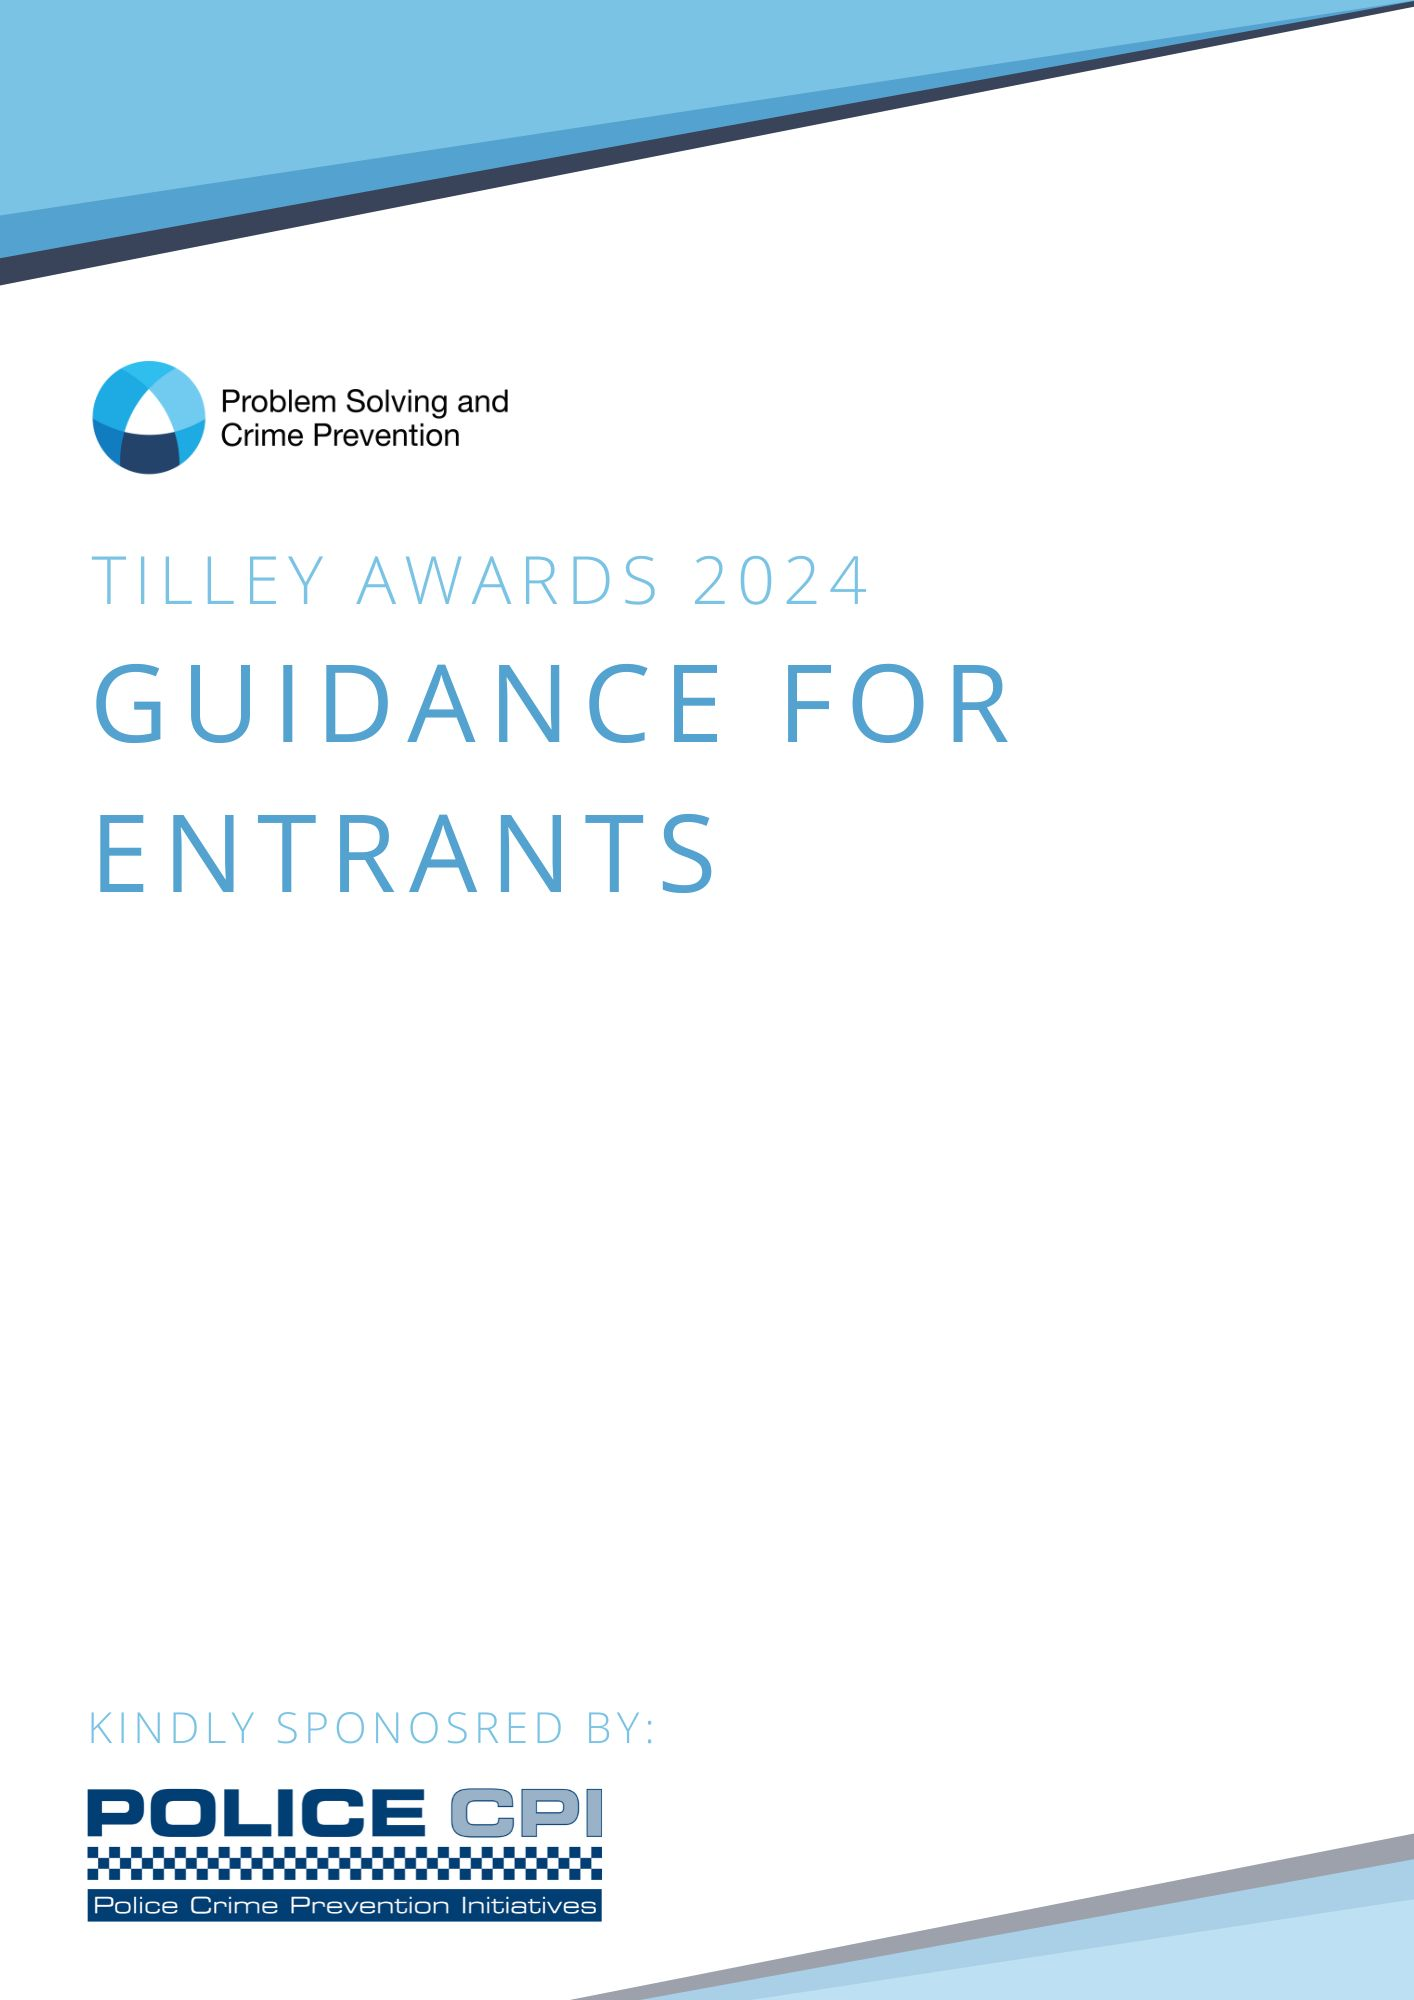 Problem Solving and
Crime Prevention
TILLEY AWARDS 2024
GUIDANCE FOR
ENTRANTS
KINDLY SPONOSRED BY:
POLICE CPI
Police Crime Prevention Initiatives